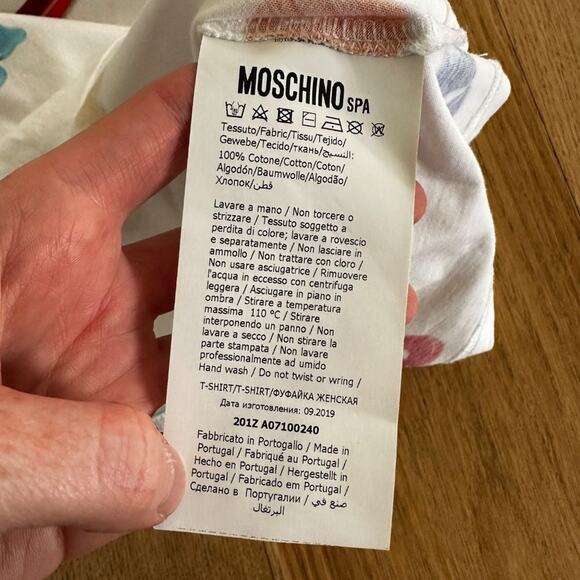 MOSCHINO SPA
Tessuto/Fabric/Tissu/Tejido/
Gewebe/Tecido/ткань/النسيج:
100% Cotone/Cotton/Coton/
Algodón/Baumwolle/Algodão/
Хлопок/قطن
Lavare a mano / Non torcere o
strizzare / Tessuto soggetto a
perdita di colore; lavare a rovescio
e separatamente / Non lasciare in
ammollo / Non trattare con cloro /
Non usare asciugatrice / Rimuovere
l'acqua in eccesso con centrifuga
leggera / Asciugare in piano in
ombra / Stirare a temperatura
massima 110 °C / Stirare
interponendo un panno / Non
lavare a secco / Non stirare la
parte stampata / Non lavare
professionalmente ad umido
Hand wash / Do not twist or wring /
T-SHIRT/T-SHIRT/ФУФАЙКА ЖЕНСКАЯ
Дата изготовления: 09.2019
201Z A07100240
Fabbricato in Portogallo / Made in
Portugal / Fabriqué au Portugal /
Hecho en Portugal / Hergestellt in
Portugal / Fabricado em Portugal /
Сделано в Португалии / صنع في
البرتغال